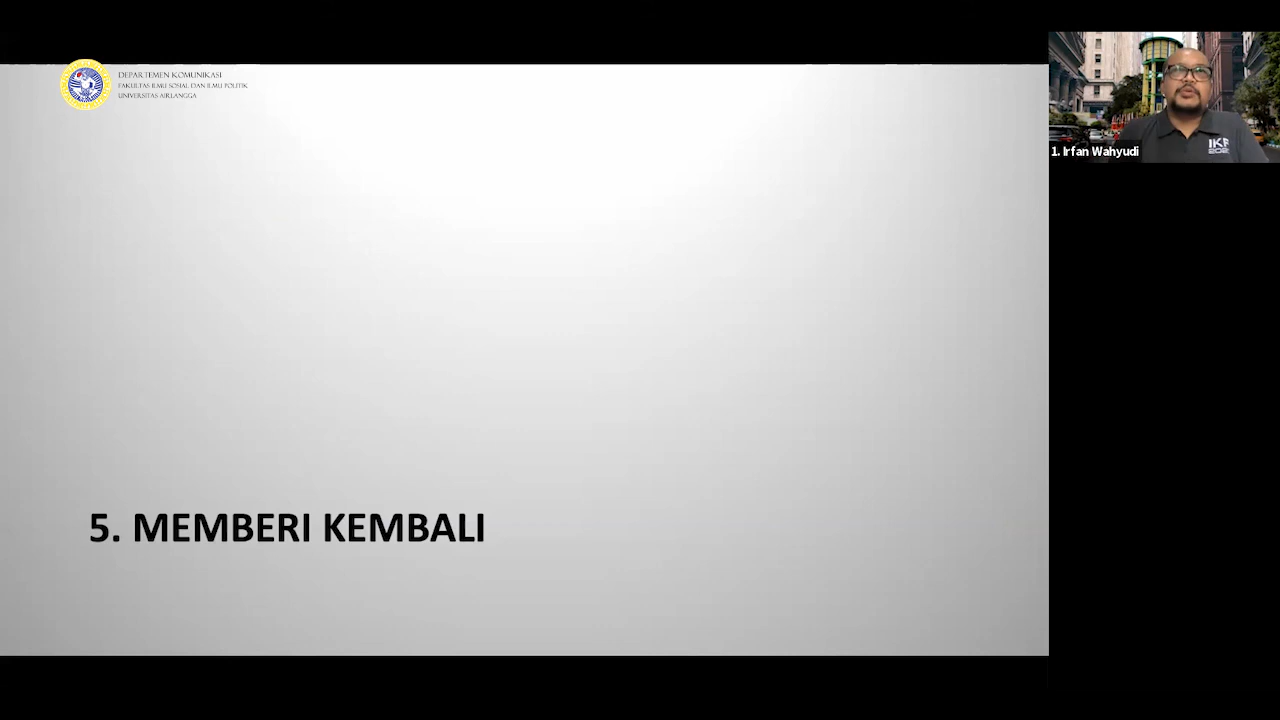 DEPARTEMEN KOMUNIKASI
FAKULTAS ILMU SOSIAL DAN ILMU POLITIK
UNIVERSITAS AIRLANGGA
1. Irfan Wahyudi
5. MEMBERI KEMBALI